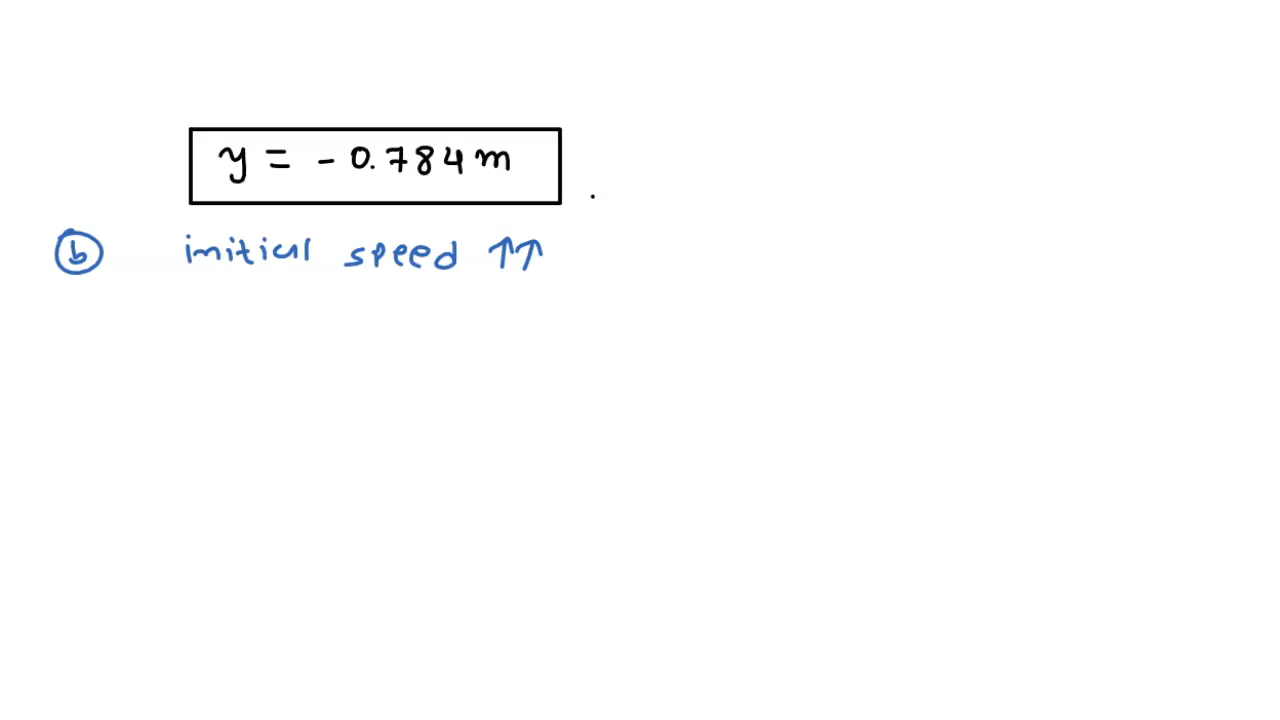 y = - 0.784 m
b initial speed ↑↑